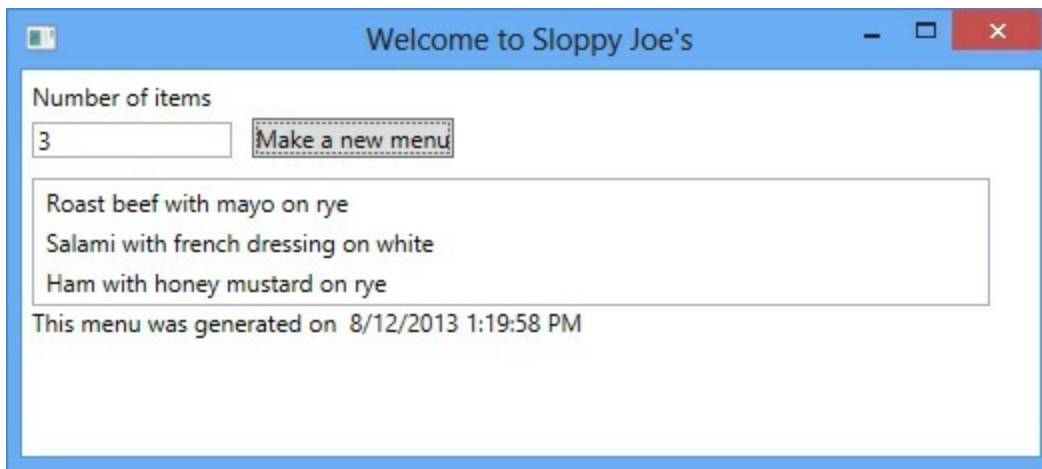 Welcome to Sloppy Joe's
Number of items
3 Make a new menu
Roast beef with mayo on rye
Salami with french dressing on white
Ham with honey mustard on rye
This menu was generated on 8/12/2013 1:19:58 PM